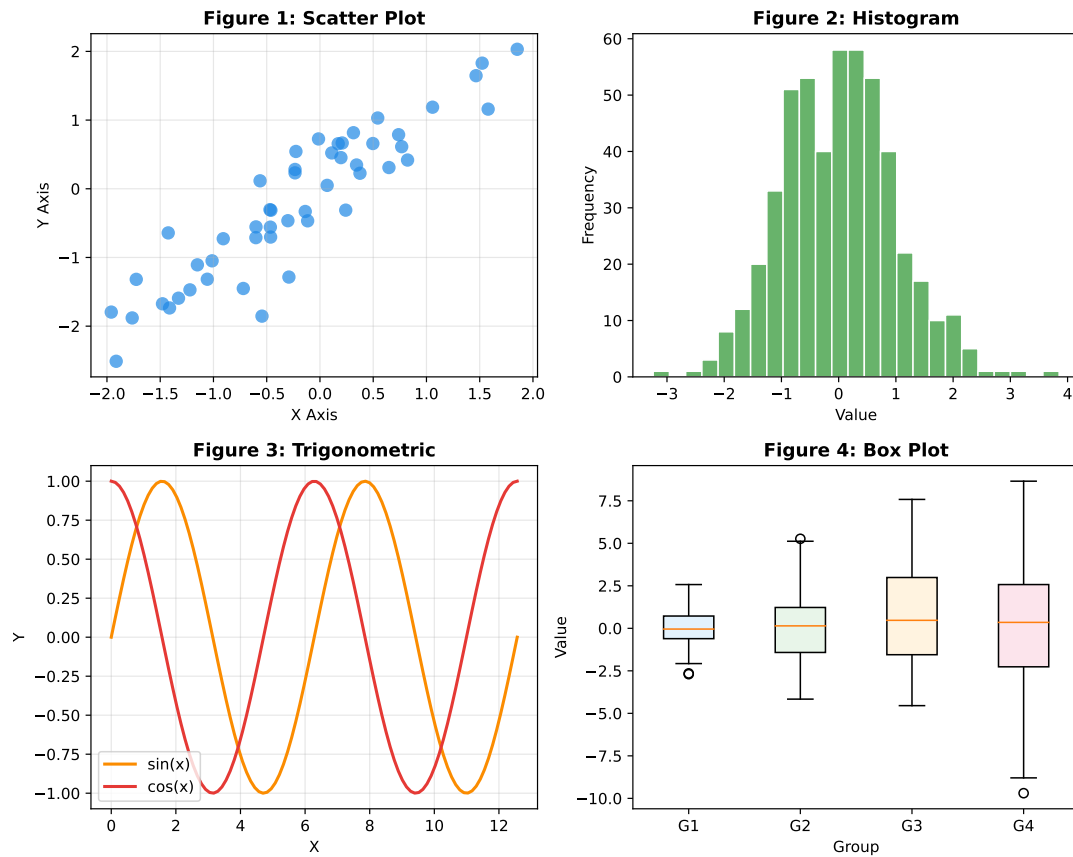 Figure 1: Scatter Plot
2
1
0
−1
−2
Y Axis
−2.0 −1.5 −1.0 −0.5 0.0 0.5 1.0 1.5 2.0
X Axis
Figure 2: Histogram
60
50
40
30
20
10
0
Frequency
−3 −2 −1 0 1 2 3 4
Value
Figure 3: Trigonometric
1.00
0.75
0.50
0.25
0.00
−0.25
−0.50
−0.75
−1.00
Y
sin(x)
cos(x)
0 2 4 6 8 10 12
X
Figure 4: Box Plot
7.5
5.0
2.5
0.0
−2.5
−5.0
−7.5
−10.0
Value
G1 G2 G3 G4
Group